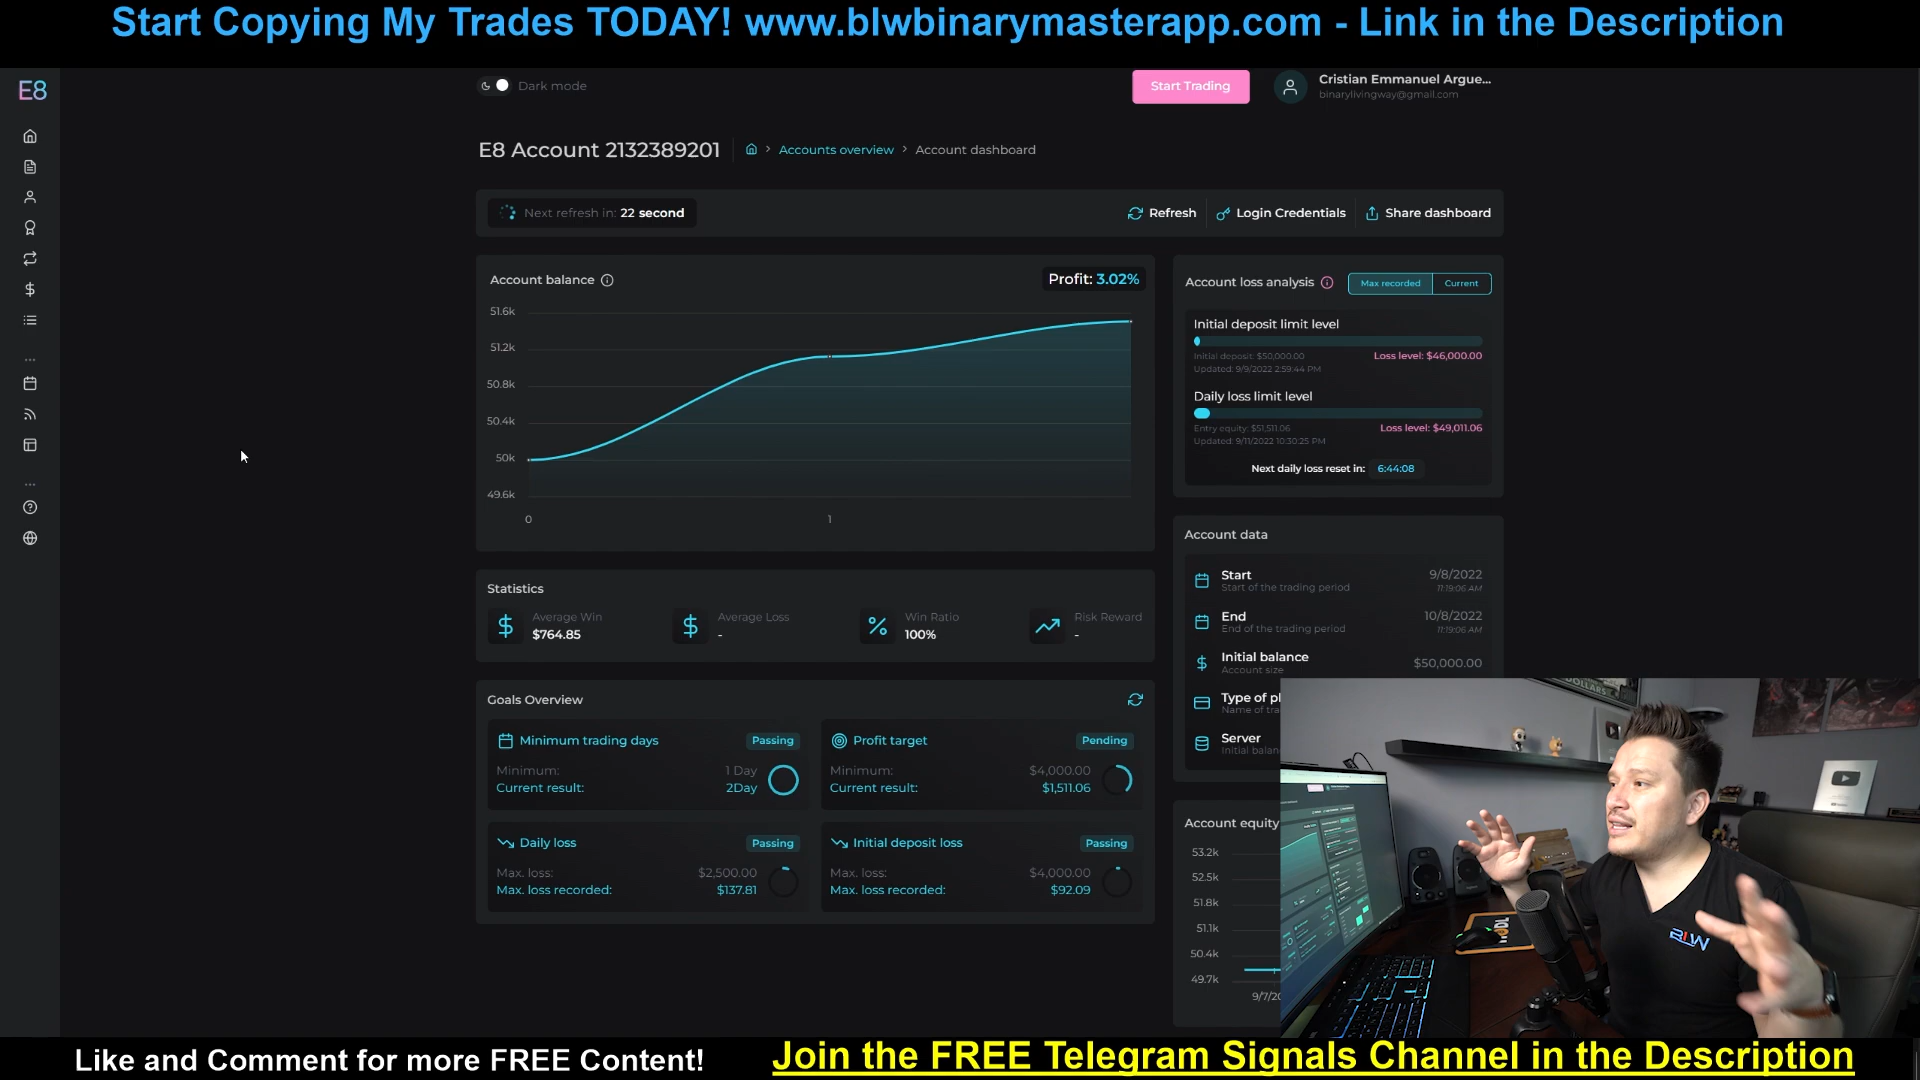 Start Copying My Trades TODAY! www.blwbinarymasterapp.com - Link in the Description
E8
Dark mode
Start Trading
Cristian Emmanuel Argue...
binarylivingway@gmail.com
E8 Account 2132389201
Accounts overview > Account dashboard
Next refresh in: 22 second
Refresh
Login Credentials
Share dashboard
Account balance
Profit: 3.02%
51.6k
51.2k
50.8k
50.4k
50k
49.6k
0 1
Account loss analysis
Max recorded
Current
Initial deposit limit level
Initial deposit: $50,000.00
Loss level: $46,000.00
Updated: 9/9/2022 2:59:44 PM
Daily loss limit level
Entry equity: $51,511.06
Loss level: $49,011.06
Updated: 9/11/2022 10:30:25 PM
Next daily loss reset in: 6:44:08
Statistics
Average Win
$764.85
Average Loss
-
Win Ratio
100%
Risk Reward
-
Account data
Start
Start of the trading period
9/8/2022
11:19:06 AM
End
End of the trading period
10/8/2022
11:19:06 AM
Initial balance
Account size
$50,000.00
Type of pl
Name of tra
Server
Initial balan
Goals Overview
Minimum trading days
Passing
Minimum: 1 Day
Current result: 2Day
Profit target
Pending
Minimum: $4,000.00
Current result: $1,511.06
Daily loss
Passing
Max. loss: $2,500.00
Max. loss recorded: $137.81
Initial deposit loss
Passing
Max. loss: $4,000.00
Max. loss recorded: $92.09
Account equity
53.2k
52.5k
51.8k
51.1k
50.4k
49.7k
9/7/20
BLW
Like and Comment for more FREE Content!
Join the FREE Telegram Signals Channel in the Description